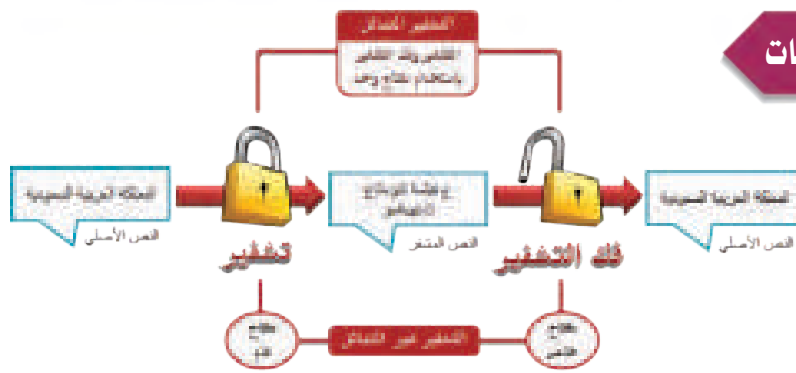 التشفير المتماثل
التشفير وفك التشفير
باستخدام مفتاح واحد
ات
المملكة العربية السعودية
النص الأصلي
تشفير
النص المشفر
فك التشفير
المملكة العربية السعودية
النص الأصلي
مفتاح
عام
التشفير غير المتماثل
مفتاح
خاص